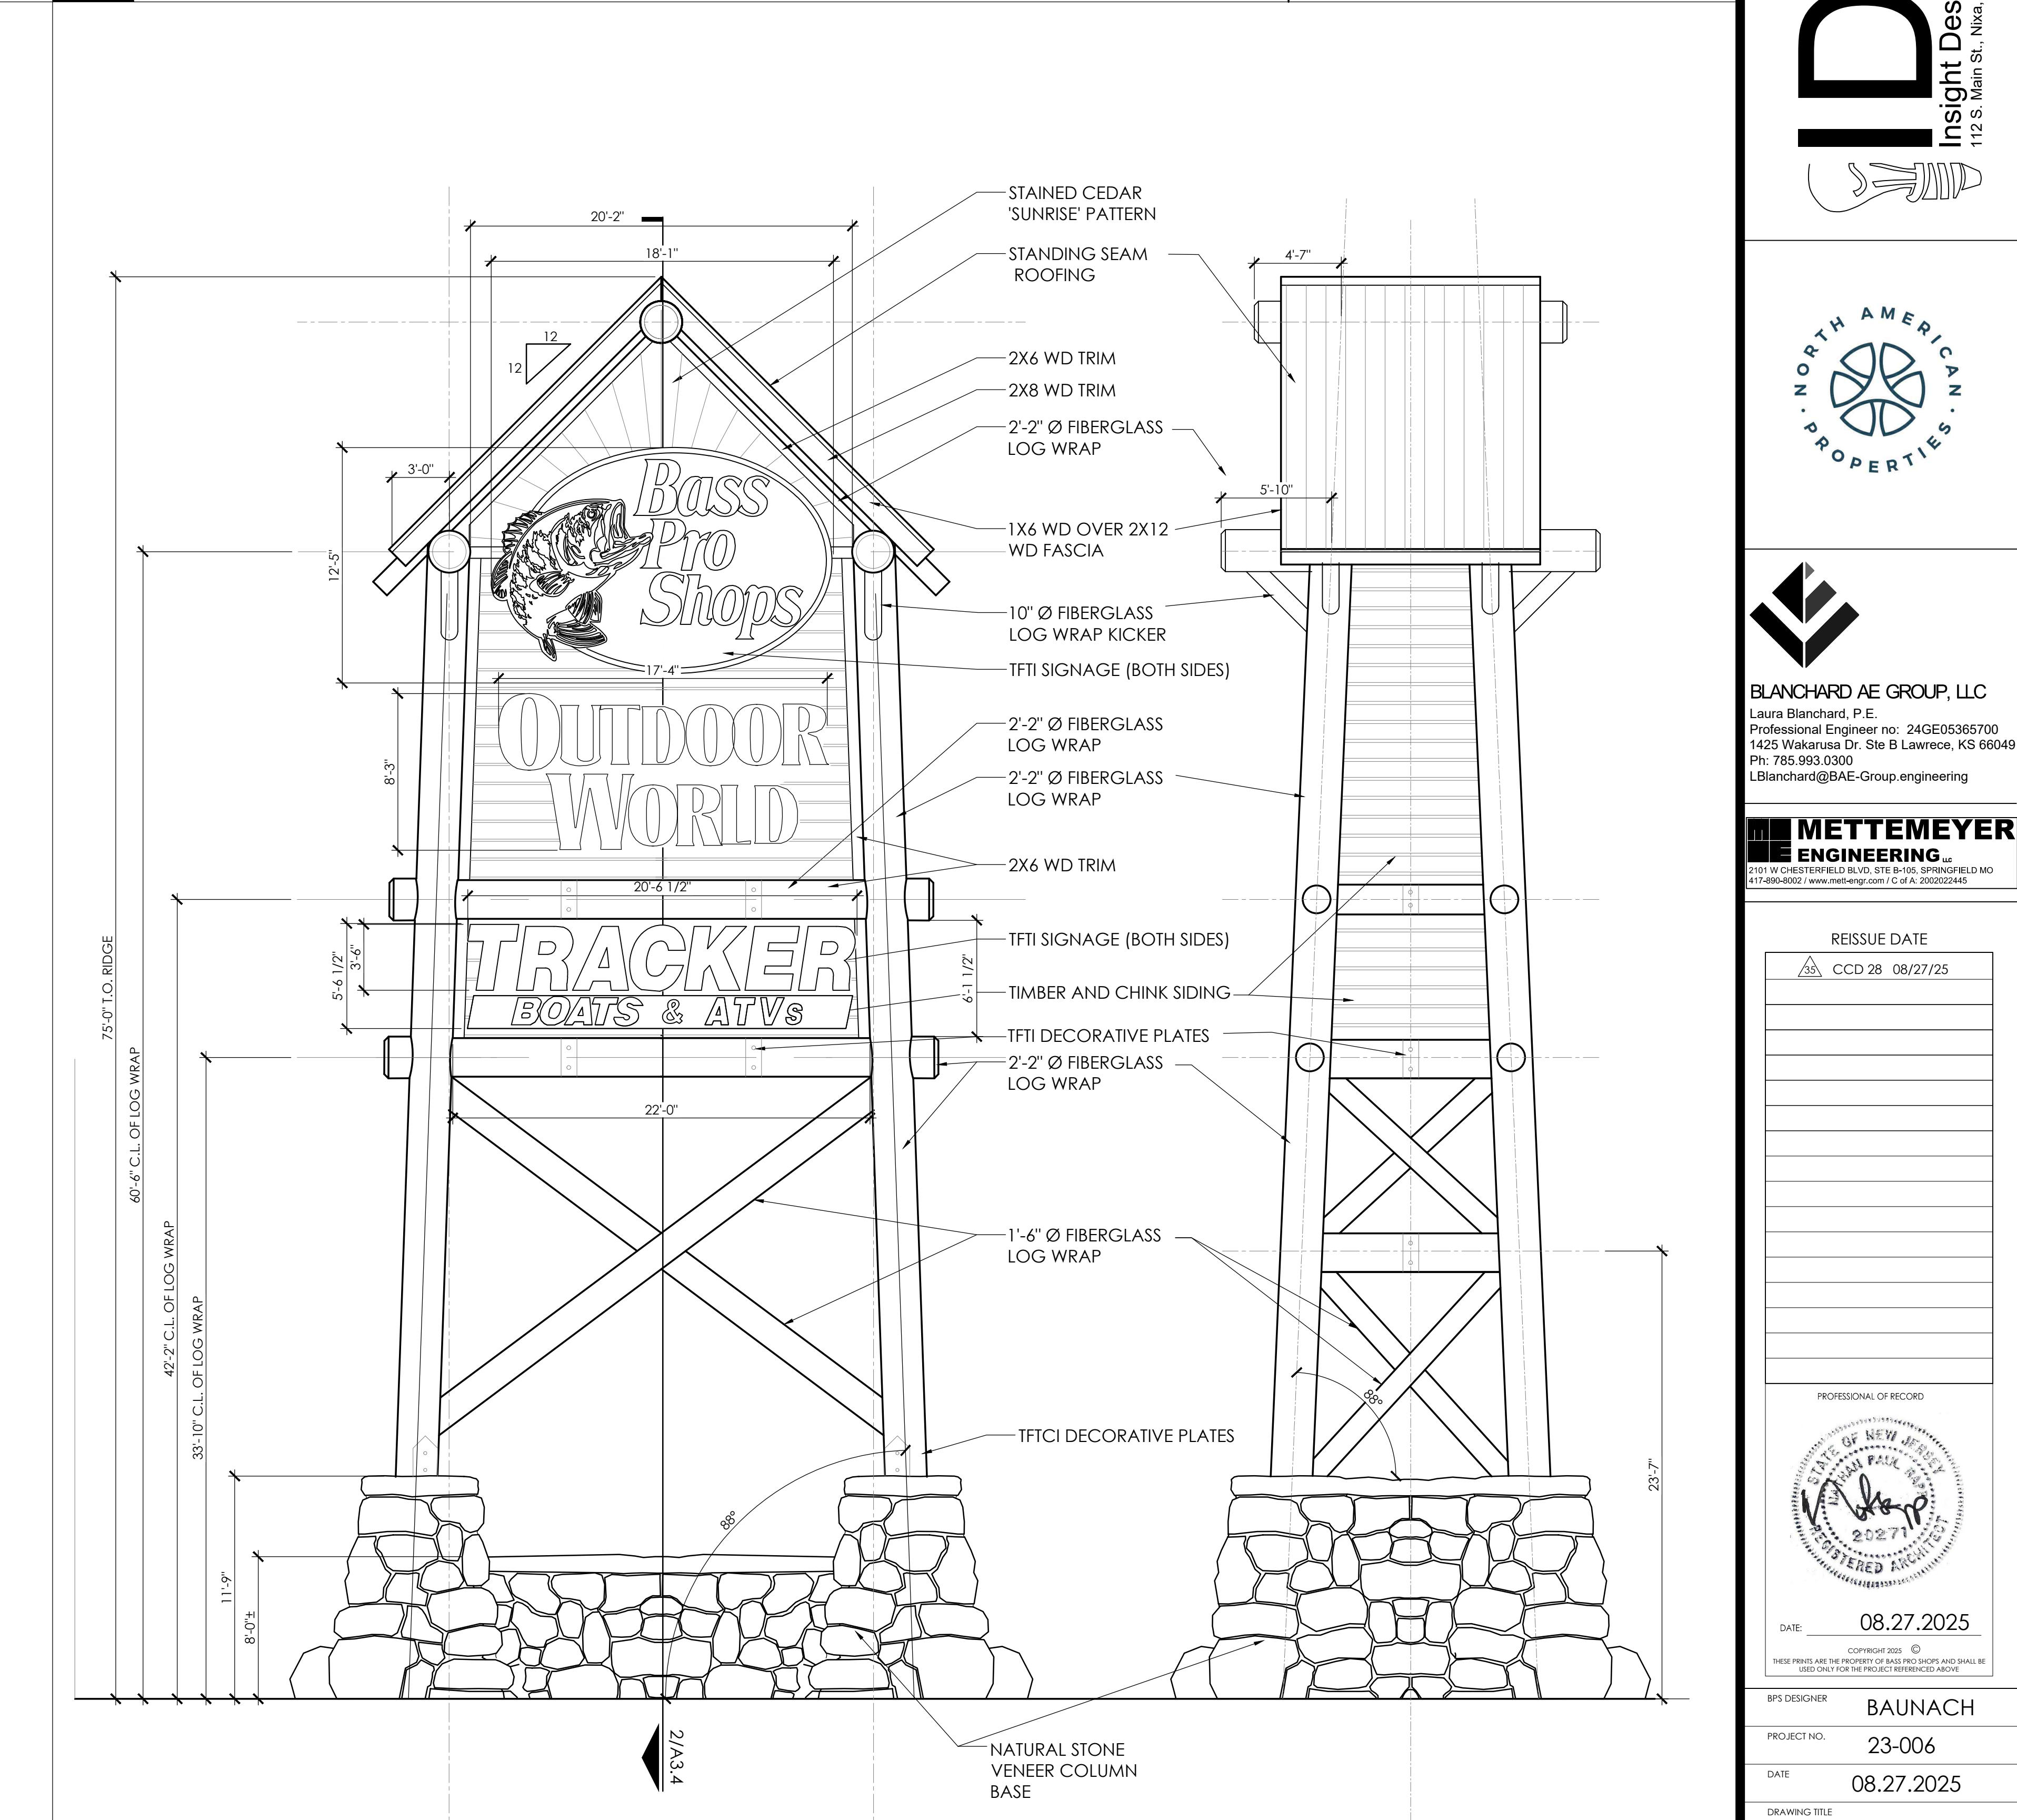 20'-2"
18'-1"
12
12
3'-0"
12'-5"
Bass
Pro
Shops
17'-4"
OUTDOOR
WORLD
8'-3"
20'-6 1/2"
TRACKER
BOATS & ATVs
5'-6 1/2"
3'-6"
6'-1 1/2"
22'-0"
88°
75'-0" T.O. RIDGE
60'-6" C.L. OF LOG WRAP
42'-2" C.L. OF LOG WRAP
33'-10" C.L. OF LOG WRAP
11'-9"
8'-0"±
2/A3.4
STAINED CEDAR
'SUNRISE' PATTERN
STANDING SEAM
ROOFING
2X6 WD TRIM
2X8 WD TRIM
2'-2" Ø FIBERGLASS
LOG WRAP
1X6 WD OVER 2X12
WD FASCIA
10" Ø FIBERGLASS
LOG WRAP KICKER
TFTI SIGNAGE (BOTH SIDES)
2'-2" Ø FIBERGLASS
LOG WRAP
2'-2" Ø FIBERGLASS
LOG WRAP
2X6 WD TRIM
TFTI SIGNAGE (BOTH SIDES)
TIMBER AND CHINK SIDING
TFTI DECORATIVE PLATES
2'-2" Ø FIBERGLASS
LOG WRAP
1'-6" Ø FIBERGLASS
LOG WRAP
TFTCI DECORATIVE PLATES
NATURAL STONE
VENEER COLUMN
BASE
4'-7"
5'-10"
88°
23'-7"
ID
Insight Des
112 S. Main St., Nixa,
NORTH AMERICAN
· PROPERTIES ·
BLANCHARD AE GROUP, LLC
Laura Blanchard, P.E.
Professional Engineer no: 24GE05365700
1425 Wakarusa Dr. Ste B Lawrece, KS 66049
Ph: 785.993.0300
LBlanchard@BAE-Group.engineering
METTEMEYER
ENGINEERING LLC
2101 W CHESTERFIELD BLVD, STE B-105, SPRINGFIELD MO
417-890-8002 / www.mett-engr.com / C of A: 2002022445
REISSUE DATE
35 CCD 28 08/27/25
PROFESSIONAL OF RECORD
STATE OF NEW JERSEY
NATHAN PAUL
20271
REGISTERED ARCHITECT
DATE: 08.27.2025
COPYRIGHT 2025 ©
THESE PRINTS ARE THE PROPERTY OF BASS PRO SHOPS AND SHALL BE
USED ONLY FOR THE PROJECT REFERENCED ABOVE
BPS DESIGNER BAUNACH
PROJECT NO. 23-006
DATE 08.27.2025
DRAWING TITLE